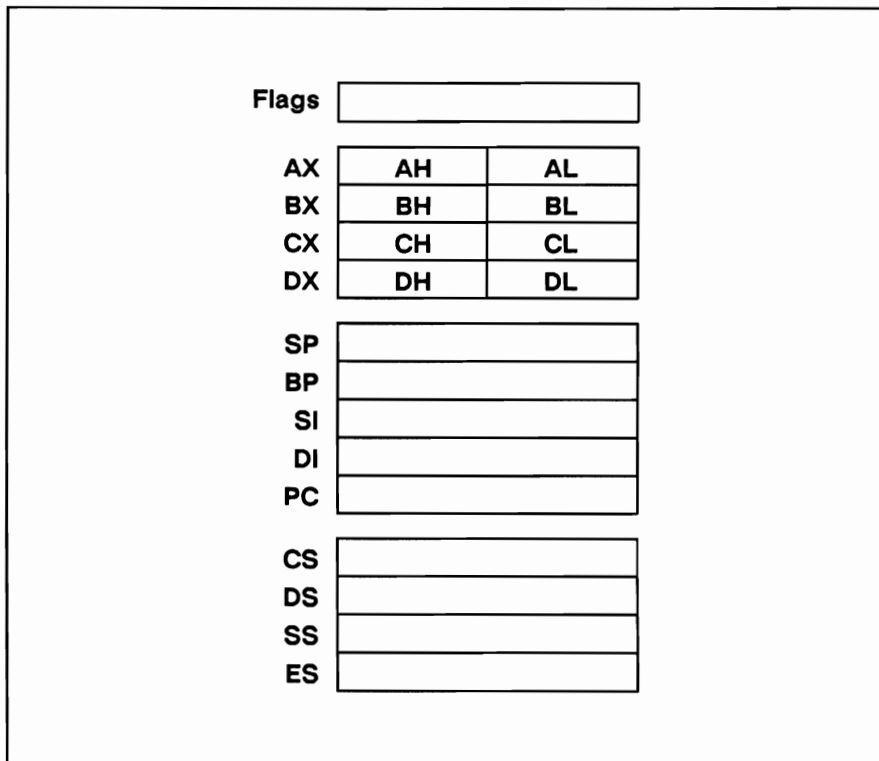 Flags
AX AH AL
BX BH BL
CX CH CL
DX DH DL
SP
BP
SI
DI
PC
CS
DS
SS
ES